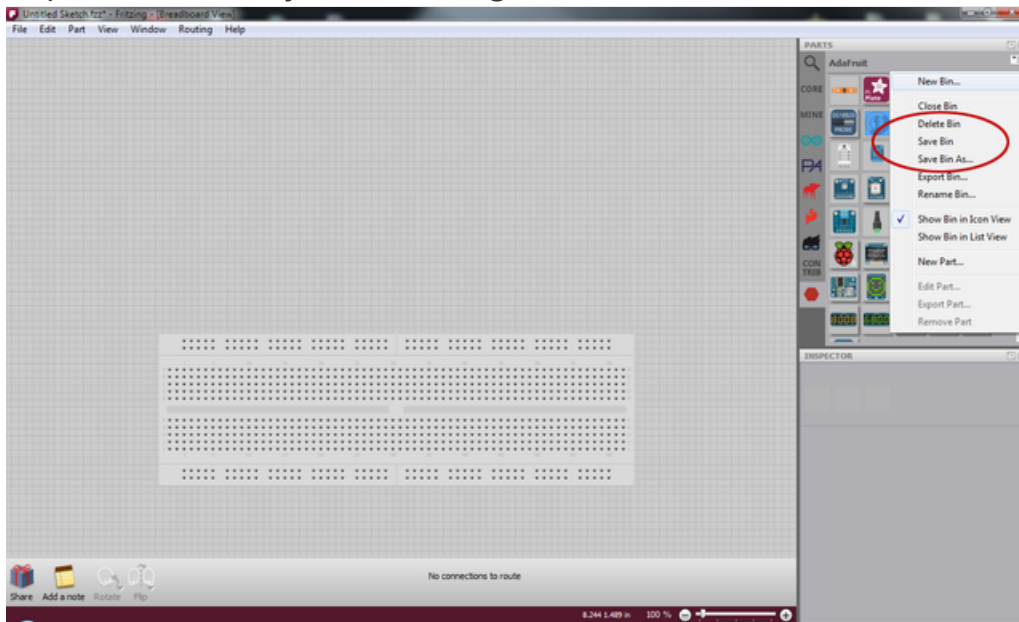 Untitled Sketch.fzz* - Fritzing - [Breadboard View]
File Edit Part View Window Routing Help
PARTS
AdaFruit
CORE
MINE
CON
TRIB
New Bin...
Close Bin
Delete Bin
Save Bin
Save Bin As...
Export Bin...
Rename Bin...
Show Bin in Icon View
Show Bin in List View
New Part...
Edit Part...
Export Part...
Remove Part
INSPECTOR
No connections to route
Share Add a note Rotate Flip
8.244 1.489 in 100 %